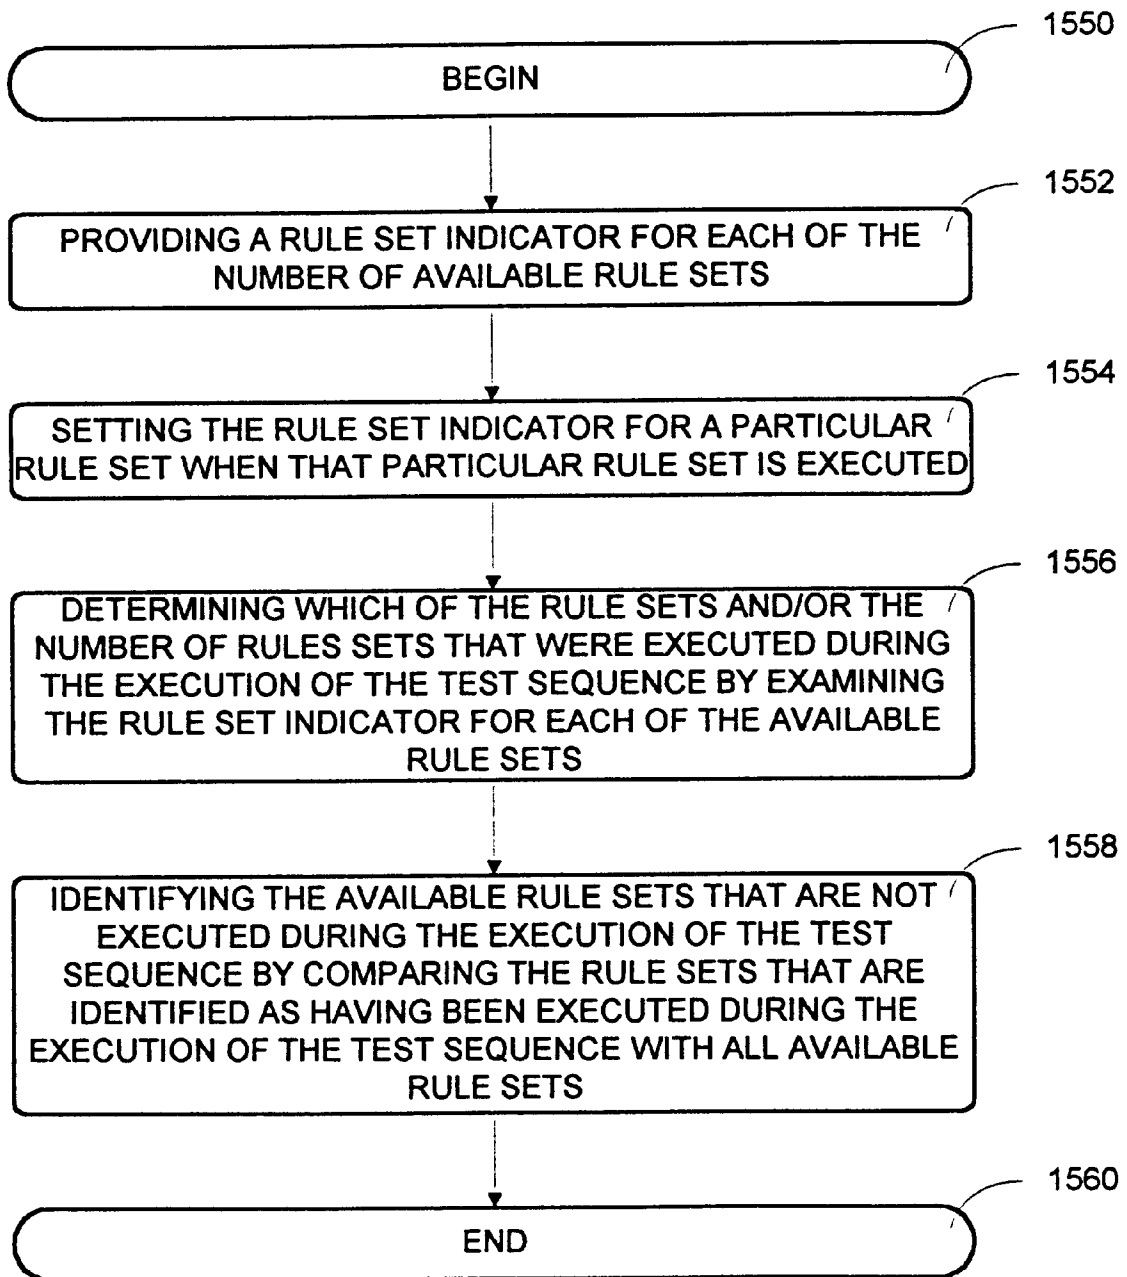 1550
BEGIN
1552
PROVIDING A RULE SET INDICATOR FOR EACH OF THE
NUMBER OF AVAILABLE RULE SETS
1554
SETTING THE RULE SET INDICATOR FOR A PARTICULAR
RULE SET WHEN THAT PARTICULAR RULE SET IS EXECUTED
1556
DETERMINING WHICH OF THE RULE SETS AND/OR THE
NUMBER OF RULES SETS THAT WERE EXECUTED DURING
THE EXECUTION OF THE TEST SEQUENCE BY EXAMINING
THE RULE SET INDICATOR FOR EACH OF THE AVAILABLE
RULE SETS
1558
IDENTIFYING THE AVAILABLE RULE SETS THAT ARE NOT
EXECUTED DURING THE EXECUTION OF THE TEST
SEQUENCE BY COMPARING THE RULE SETS THAT ARE
IDENTIFIED AS HAVING BEEN EXECUTED DURING THE
EXECUTION OF THE TEST SEQUENCE WITH ALL AVAILABLE
RULE SETS
1560
END